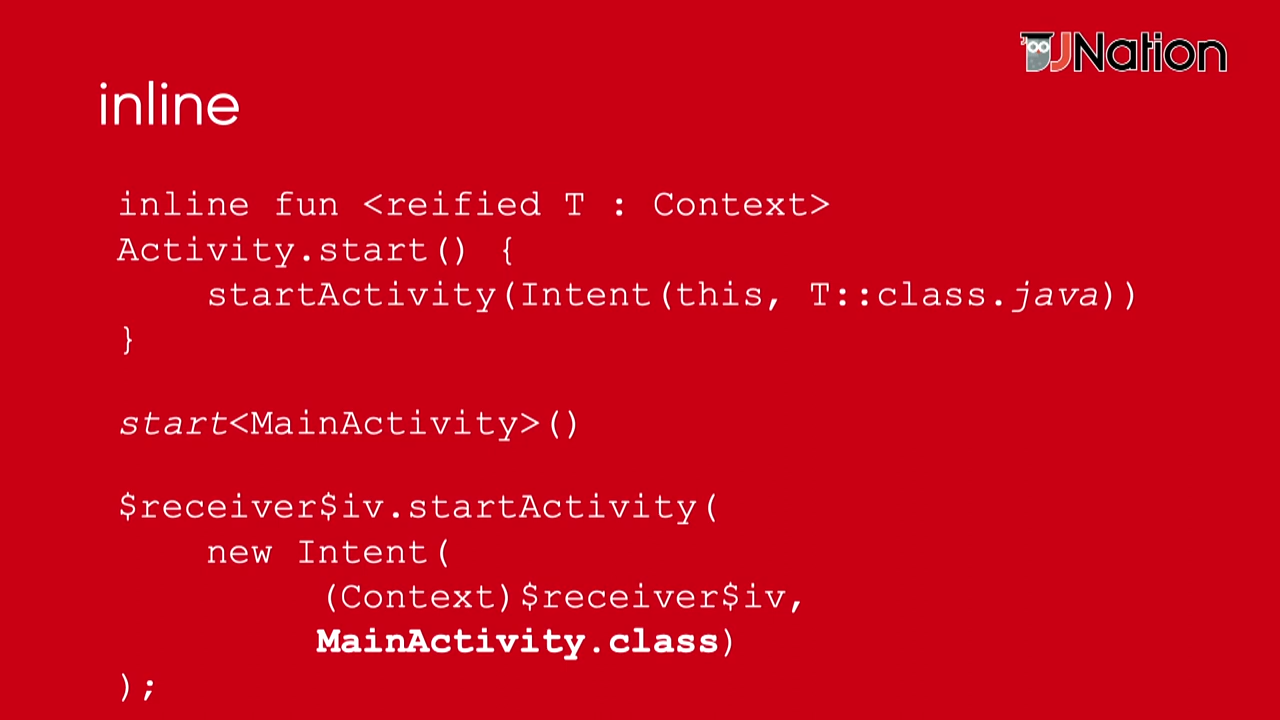 JNation
inline
inline fun <reified T : Context>
Activity.start() {
    startActivity(Intent(this, T::class.java))
}
start<MainActivity>()
$receiver$iv.startActivity(
    new Intent(
        (Context)$receiver$iv,
        MainActivity.class)
);